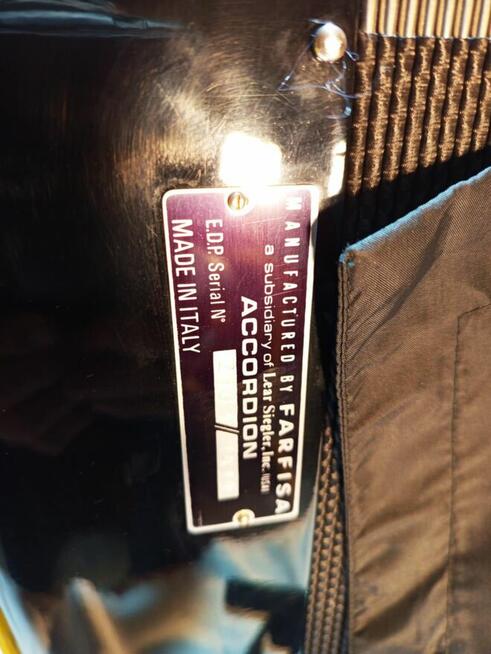 MANUFACTURED BY FARFISA
a subsidiary of Lear Siegler, Inc. (USA)
ACCORDION
E.D.P. Serial N°
MADE IN ITALY